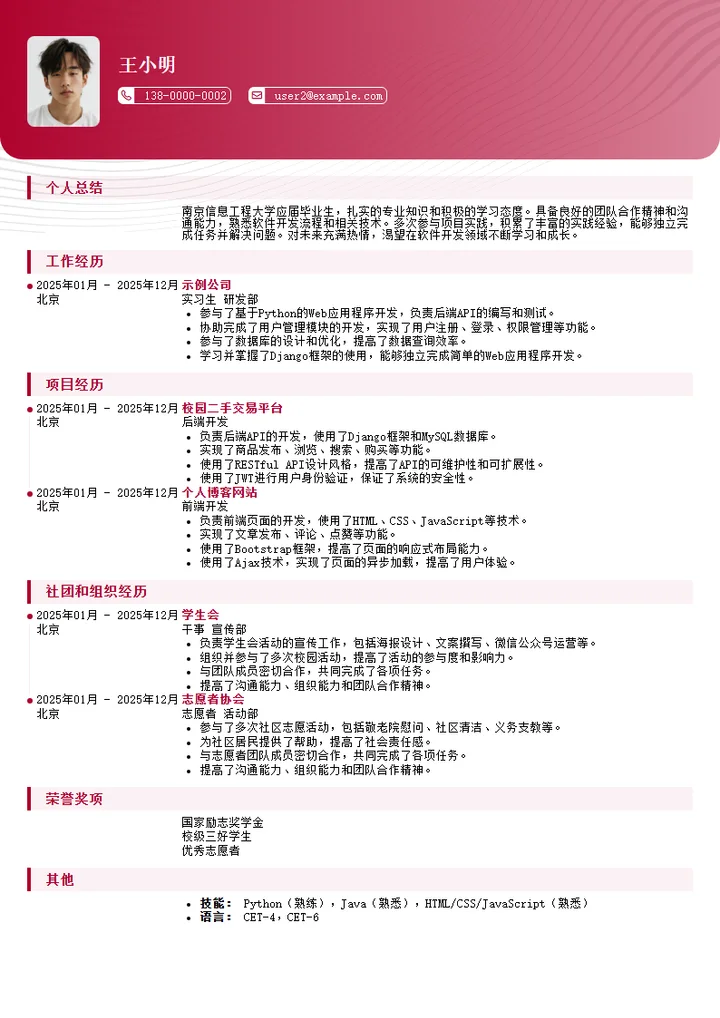 王小明
138-0000-0002
user2@example.com
个人总结
南京信息工程大学应届毕业生，扎实的专业知识和积极的学习态度。具备良好的团队合作精神和沟
通能力，熟悉软件开发流程和相关技术。多次参与项目实践，积累了丰富的实践经验，能够独立完
成任务并解决问题。对未来充满热情，渴望在软件开发领域不断学习和成长。
工作经历
2025年01月 - 2025年12月 示例公司
北京 实习生 研发部
• 参与了基于Python的Web应用程序开发，负责后端API的编写和测试。
• 协助完成了用户管理模块的开发，实现了用户注册、登录、权限管理等功能。
• 参与了数据库的设计和优化，提高了数据查询效率。
• 学习并掌握了Django框架的使用，能够独立完成简单的Web应用程序开发。
项目经历
2025年01月 - 2025年12月 校园二手交易平台
北京 后端开发
• 负责后端API的开发，使用了Django框架和MySQL数据库。
• 实现了商品发布、浏览、搜索、购买等功能。
• 使用了RESTful API设计风格，提高了API的可维护性和可扩展性。
• 使用了JWT进行用户身份验证，保证了系统的安全性。
2025年01月 - 2025年12月 个人博客网站
北京 前端开发
• 负责前端页面的开发，使用了HTML、CSS、JavaScript等技术。
• 实现了文章发布、评论、点赞等功能。
• 使用了Bootstrap框架，提高了页面的响应式布局能力。
• 使用了Ajax技术，实现了页面的异步加载，提高了用户体验。
社团和组织经历
2025年01月 - 2025年12月 学生会
北京 干事 宣传部
• 负责学生会活动的宣传工作，包括海报设计、文案撰写、微信公众号运营等。
• 组织并参与了多次校园活动，提高了活动的参与度和影响力。
• 与团队成员密切合作，共同完成了各项任务。
• 提高了沟通能力、组织能力和团队合作精神。
2025年01月 - 2025年12月 志愿者协会
北京 志愿者 活动部
• 参与了多次社区志愿活动，包括敬老院慰问、社区清洁、义务支教等。
• 为社区居民提供了帮助，提高了社会责任感。
• 与志愿者团队成员密切合作，共同完成了各项任务。
• 提高了沟通能力、组织能力和团队合作精神。
荣誉奖项
国家励志奖学金
校级三好学生
优秀志愿者
其他
• 技能： Python（熟练），Java（熟悉），HTML/CSS/JavaScript（熟悉）
• 语言： CET-4，CET-6